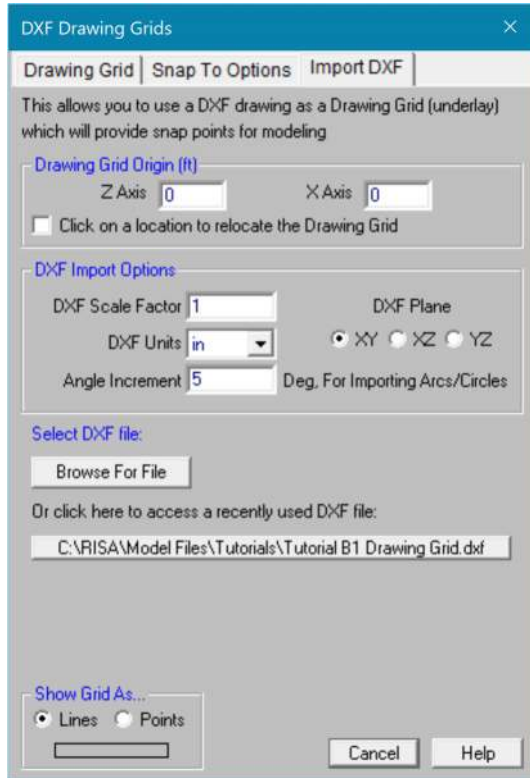 DXF Drawing Grids
Drawing Grid Snap To Options Import DXF
This allows you to use a DXF drawing as a Drawing Grid (underlay)
which will provide snap points for modeling
Drawing Grid Origin (ft)
Z Axis 0 X Axis 0
Click on a location to relocate the Drawing Grid
DXF Import Options
DXF Scale Factor 1 DXF Plane
DXF Units in XY XZ YZ
Angle Increment 5 Deg, For Importing Arcs/Circles
Select DXF file:
Browse For File
Or click here to access a recently used DXF file:
C:\RISA\Model Files\Tutorials\Tutorial B1 Drawing Grid.dxf
Show Grid As...
Lines Points
Cancel Help